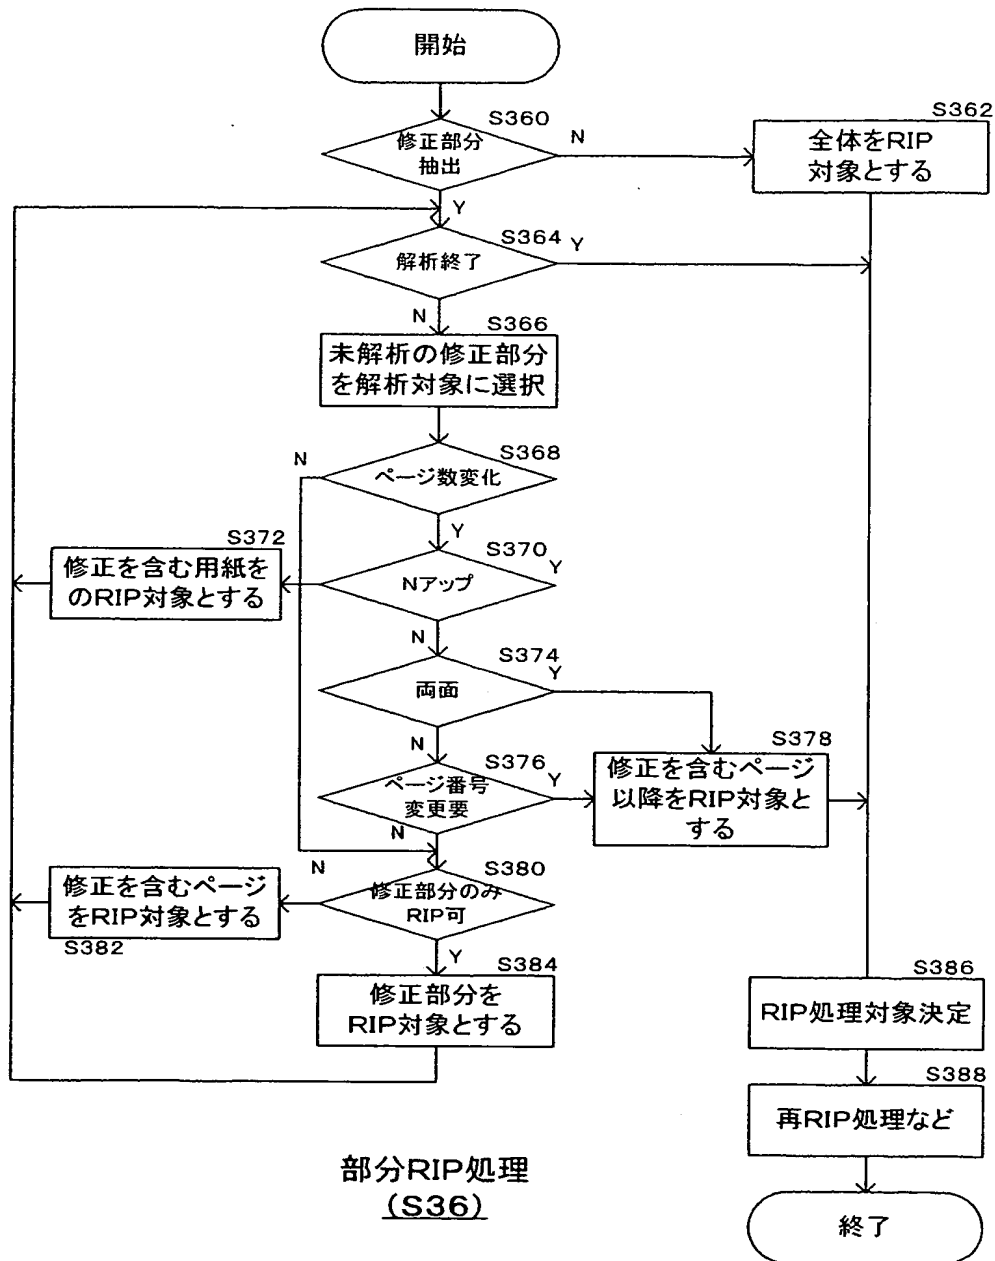 開始
S360
修正部分
抽出
N
S362
全体をRIP
対象とする
Y
S364
Y
解析終了
N
S366
未解析の修正部分
を解析対象に選択
S368
N
ページ数変化
Y
S372
S370
Y
修正を含む用紙を
のRIP対象とする
Nアップ
N
S374
Y
両面
N
S376
Y
S378
ページ番号
変更要
修正を含むページ
以降をRIP対象と
する
N
N
S380
修正を含むページ
をRIP対象とする
S382
修正部分のみ
RIP可
Y
S384
修正部分を
RIP対象とする
S386
RIP処理対象決定
S388
再RIP処理など
部分RIP処理
(S36)
終了